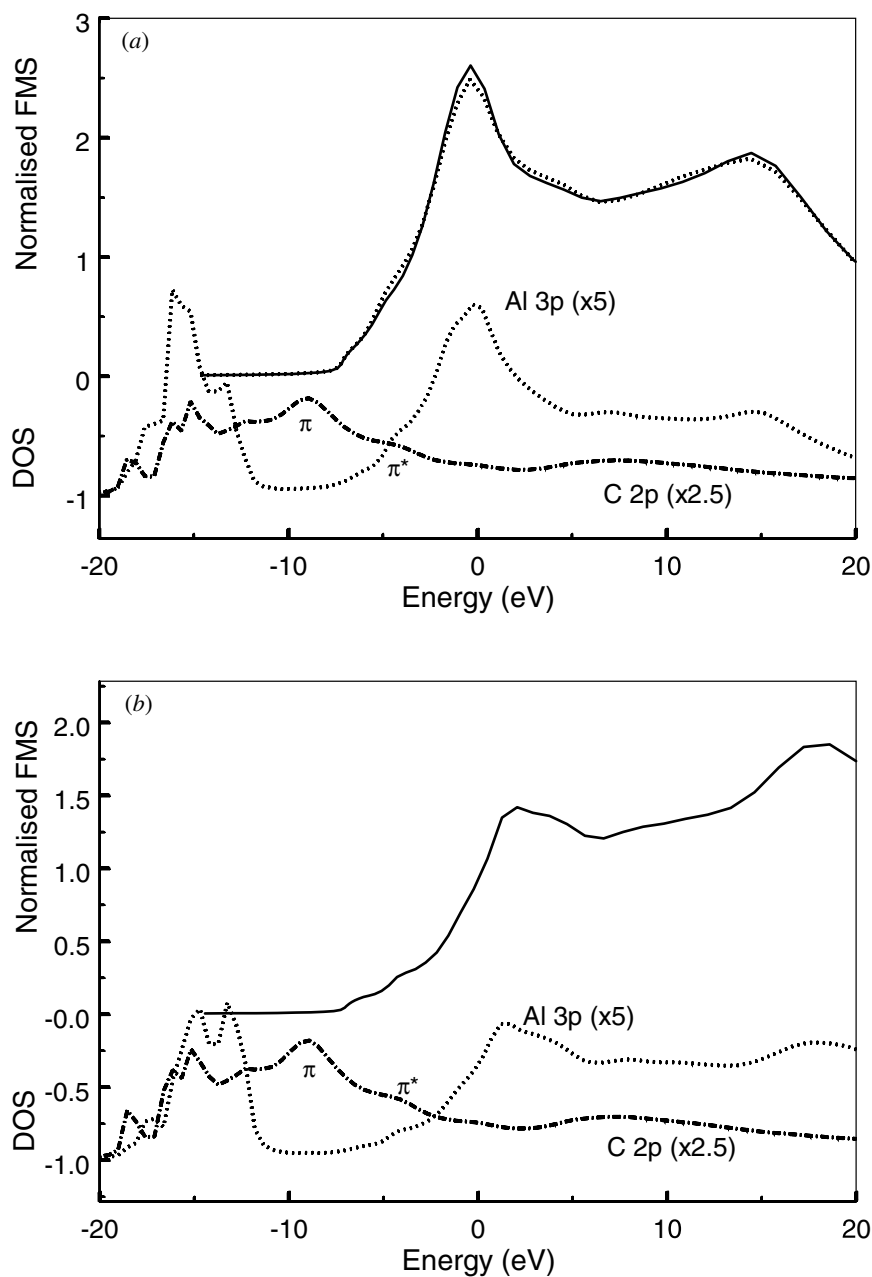 (a)
3
2
1
0
-1
Normalised FMS
DOS
Al 3p (x5)
π
π*
C 2p (x2.5)
-20 -10 0 10 20
Energy (eV)
(b)
2.0
1.5
1.0
0.5
-0.0
-0.5
-1.0
Normalised FMS
DOS
Al 3p (x5)
π
π*
C 2p (x2.5)
-20 -10 0 10 20
Energy (eV)